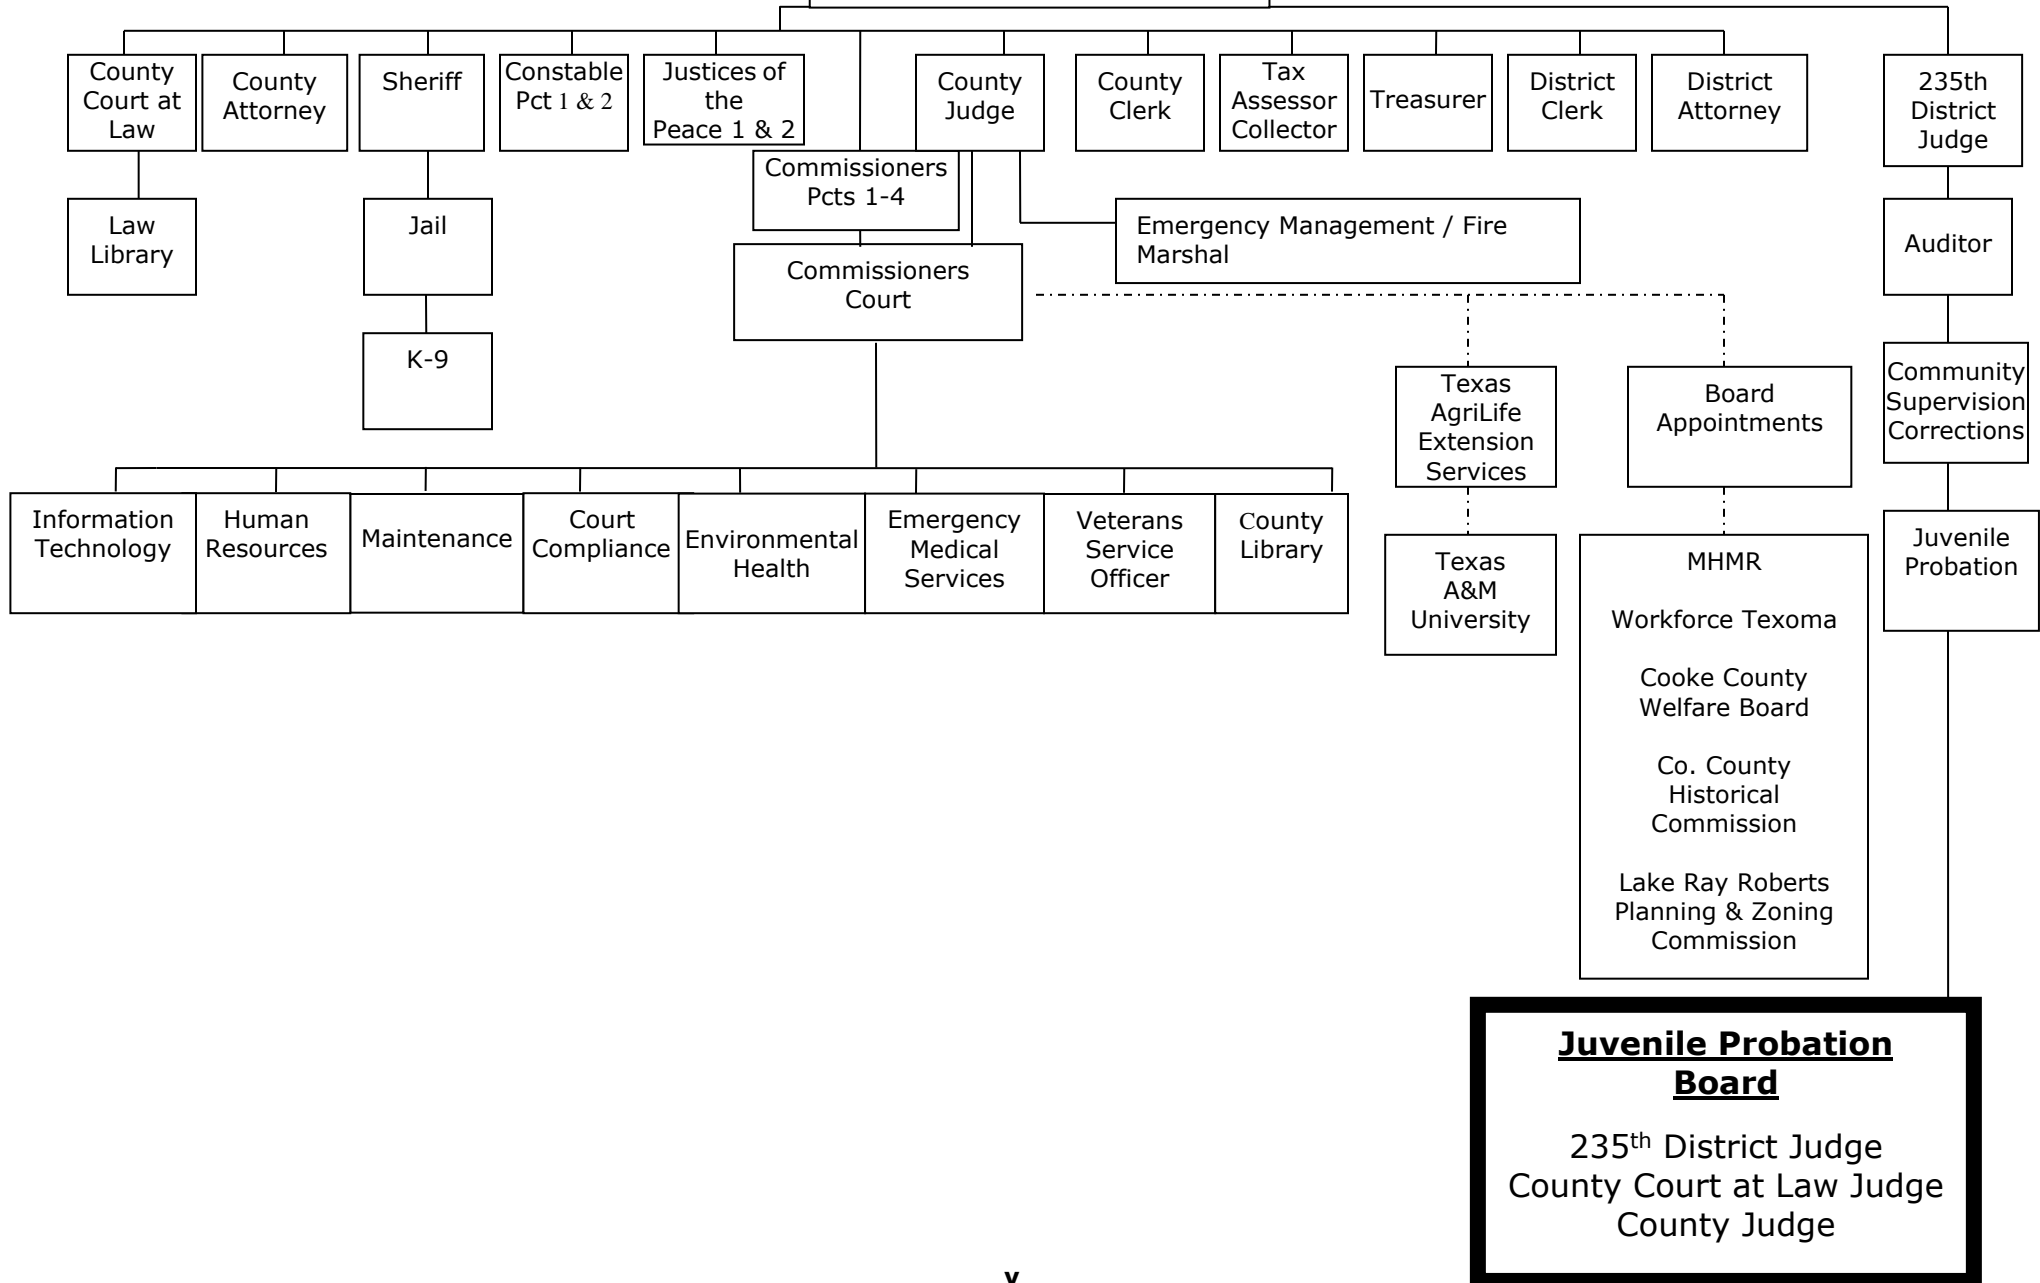 County
Court at
Law
County
Attorney
Sheriff
Constable
Pct 1 & 2
Justices of
the
Peace 1 & 2
County
Judge
County
Clerk
Tax
Assessor
Collector
Treasurer
District
Clerk
District
Attorney
235th
District
Judge
Commissioners
Pcts 1-4
Law
Library
Jail
Emergency Management / Fire
Marshal
Auditor
Commissioners
Court
K-9
Texas
AgriLife
Extension
Services
Board
Appointments
Community
Supervision
Corrections
Information
Technology
Human
Resources
Maintenance
Court
Compliance
Environmental
Health
Emergency
Medical
Services
Veterans
Service
Officer
County
Library
Texas
A&M
University
MHMR
Workforce Texoma
Cooke County
Welfare Board
Co. County
Historical
Commission
Lake Ray Roberts
Planning & Zoning
Commission
Juvenile
Probation
Juvenile Probation
Board
235th District Judge
County Court at Law Judge
County Judge
v